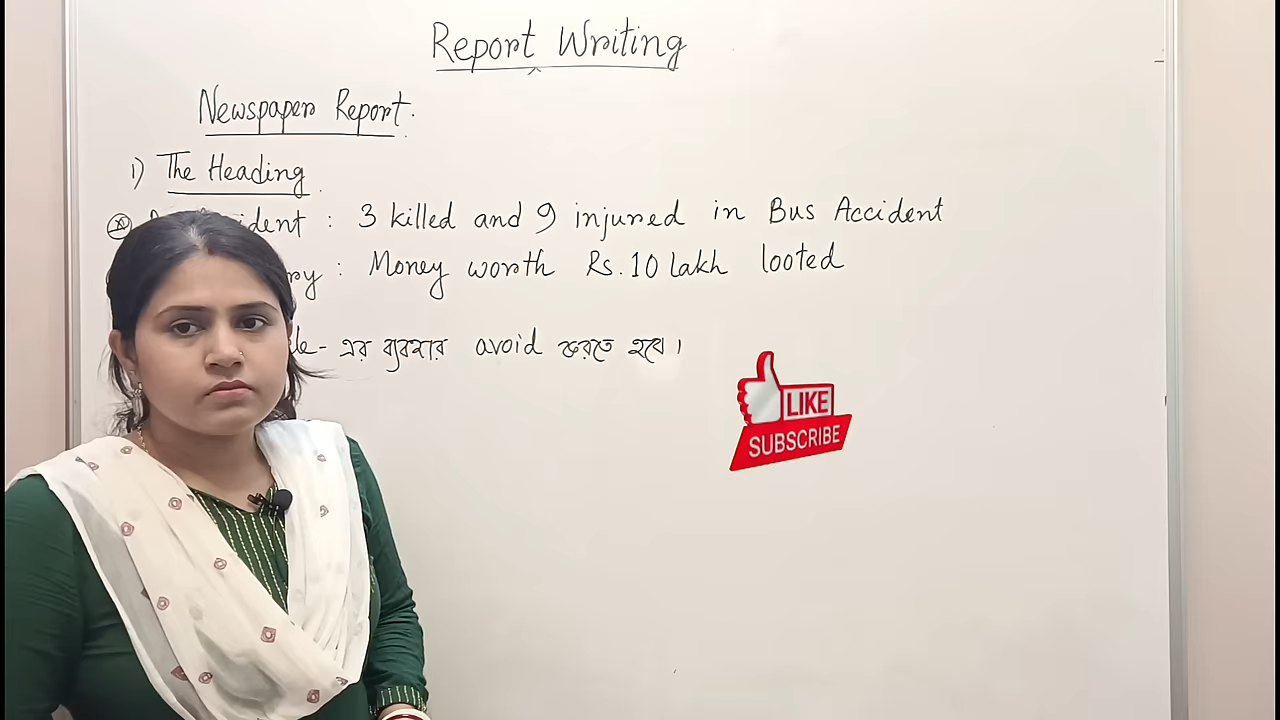 Report Writing
Newspaper Report.
1) The Heading
: 3 killed and 9 injured in Bus Accident
: Money worth Rs. 10 lakh looted
এর ব্যবহার avoid করতে হবে।
LIKE
SUBSCRIBE